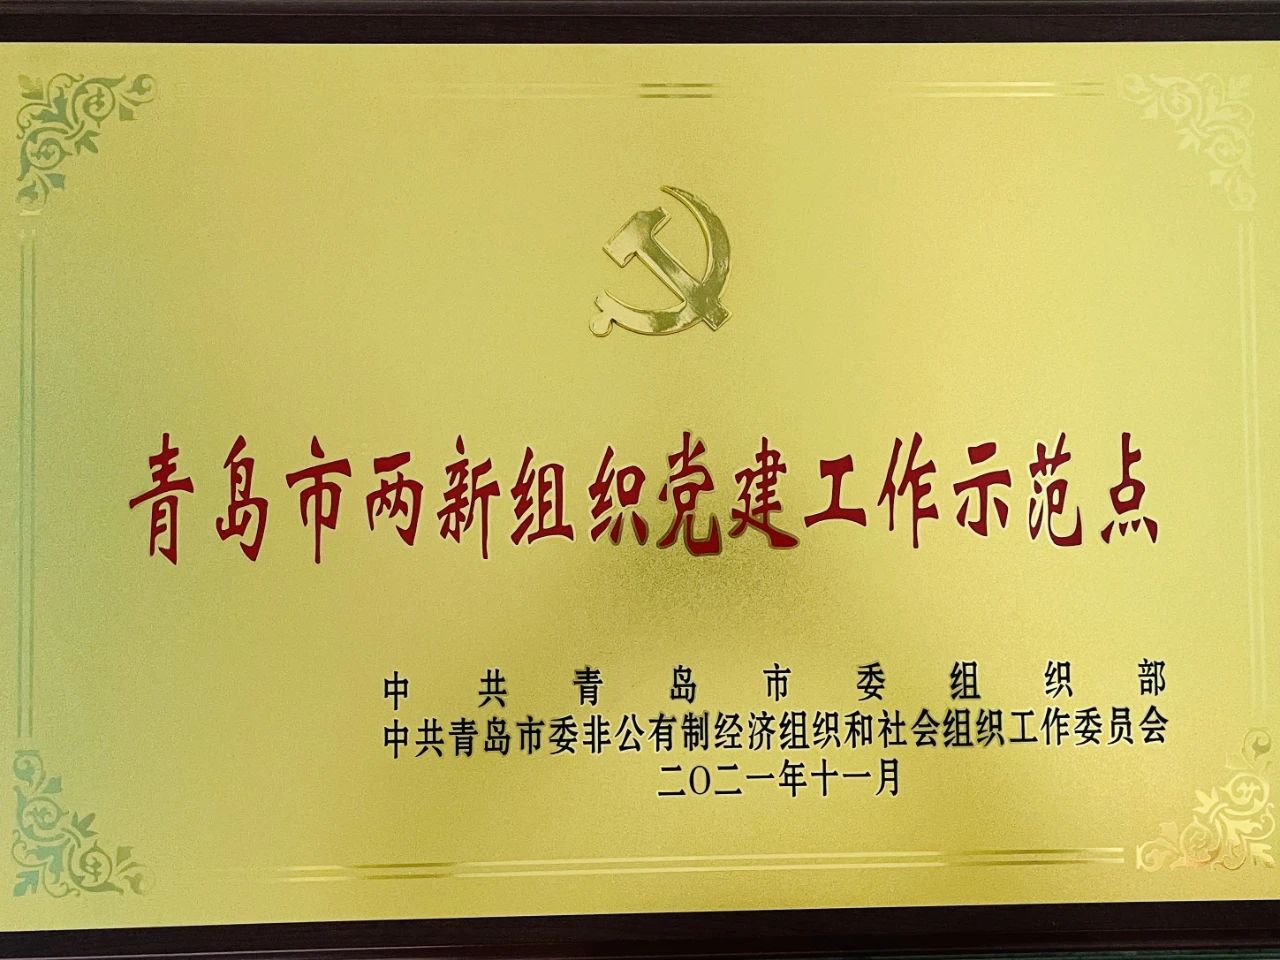 青岛市两新组织党建工作示范点
中共青岛市委组织部
中共青岛市委非公有制经济组织和社会组织工作委员会
二〇二一年十一月